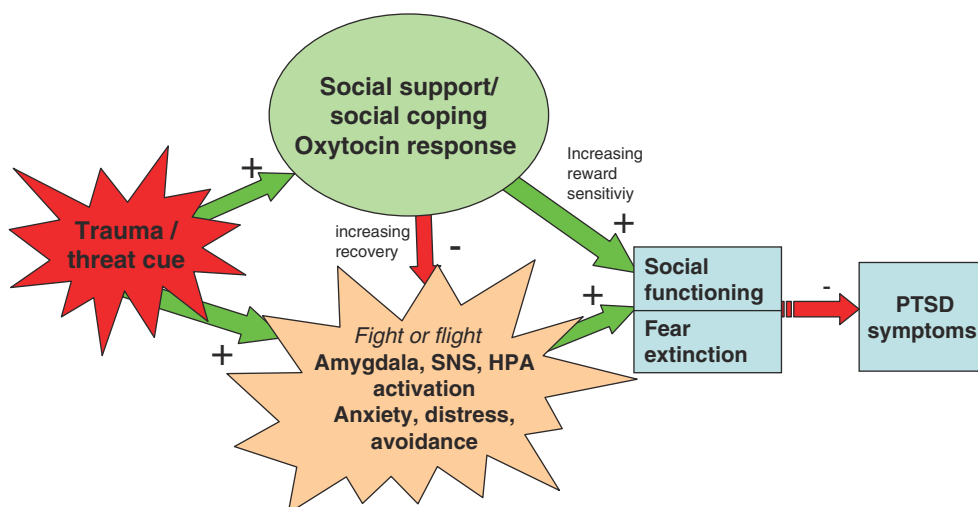 Social support/
social coping
Oxytocin response
+
Increasing
reward
sensitiviy
+
Trauma /
threat cue
increasing
recovery
-
+
Fight or flight
Amygdala, SNS, HPA
activation
Anxiety, distress,
avoidance
+
Social
functioning
Fear
extinction
-
PTSD
symptoms